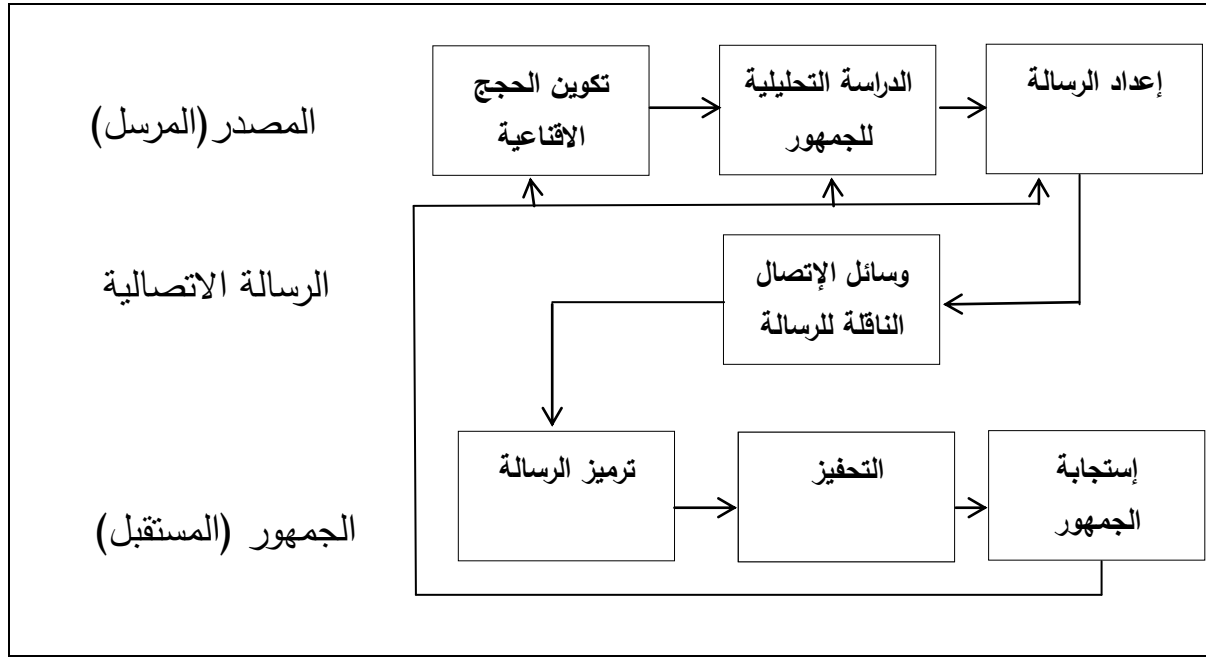 المصدر (المرسل)
تكوين الحجج
الاقناعية
الدراسة التحليلية
للجمهور
إعداد الرسالة
الرسالة الاتصالية
وسائل الإتصال
الناقلة للرسالة
الجمهور (المستقبل)
ترميز الرسالة
التحفيز
إستجابة
الجمهور